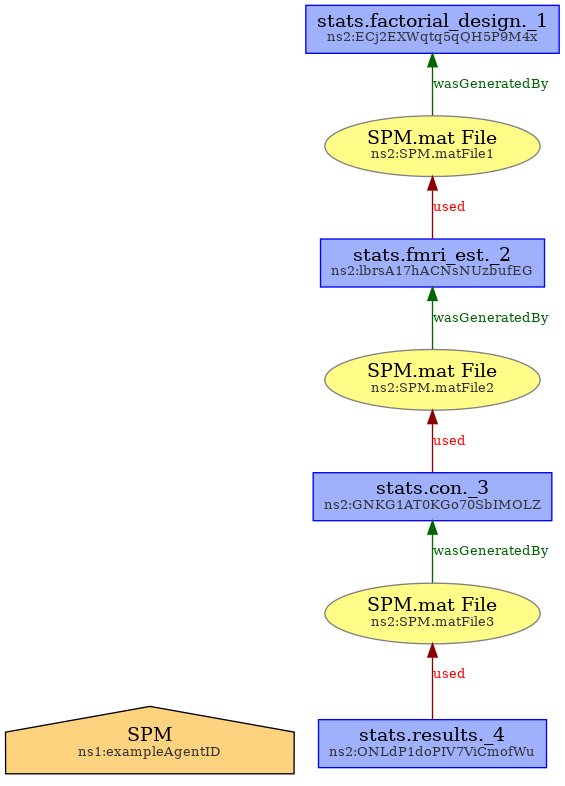 stats.factorial_design._1
ns2:ECj2EXWqtq5qQH5P9M4x
wasGeneratedBy
SPM.mat File
ns2:SPM.matFile1
used
stats.fmri_est._2
ns2:lbrsA17hACNsNUzbufEG
wasGeneratedBy
SPM.mat File
ns2:SPM.matFile2
used
stats.con._3
ns2:GNKG1AT0KGo70SbIMOLZ
wasGeneratedBy
SPM.mat File
ns2:SPM.matFile3
used
SPM
ns1:exampleAgentID
stats.results._4
ns2:ONLdP1doPIV7ViCmofWu